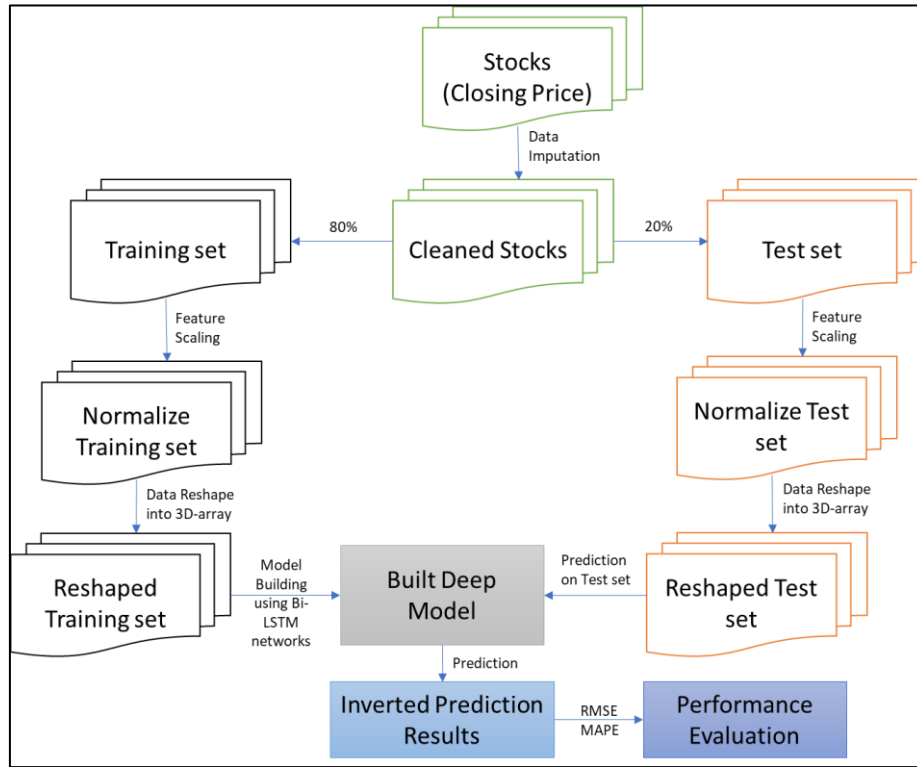 Stocks
(Closing Price)
Data
Imputation
80%
20%
Training set
Cleaned Stocks
Test set
Feature
Scaling
Feature
Scaling
Normalize
Training set
Normalize Test
set
Data Reshape
into 3D-array
Data Reshape
into 3D-array
Reshaped
Training set
Model
Building
using Bi-
LSTM
networks
Built Deep
Model
Prediction
on Test set
Reshaped Test
set
Prediction
Inverted Prediction
Results
RMSE
MAPE
Performance
Evaluation